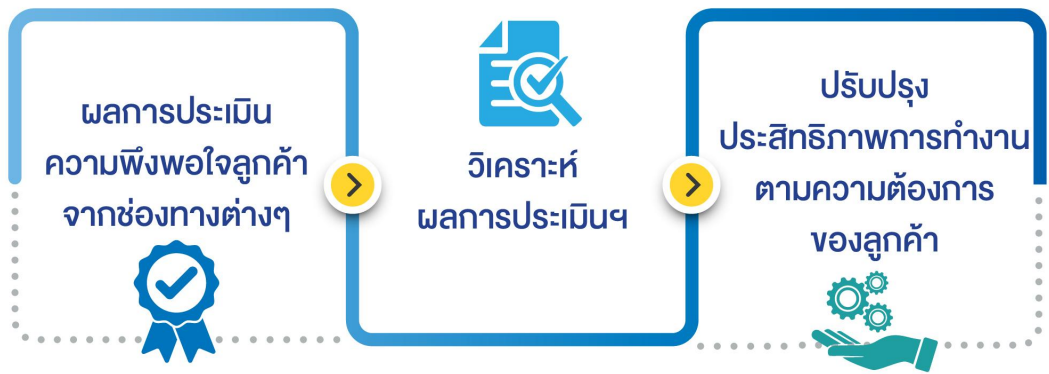 ผลการประเมิน
ความพึงพอใจลูกค้า
จากช่องทางต่างๆ
วิเคราะห์
ผลการประเมินฯ
ปรับปรุง
ประสิทธิภาพการทำงาน
ตามความต้องการ
ของลูกค้า